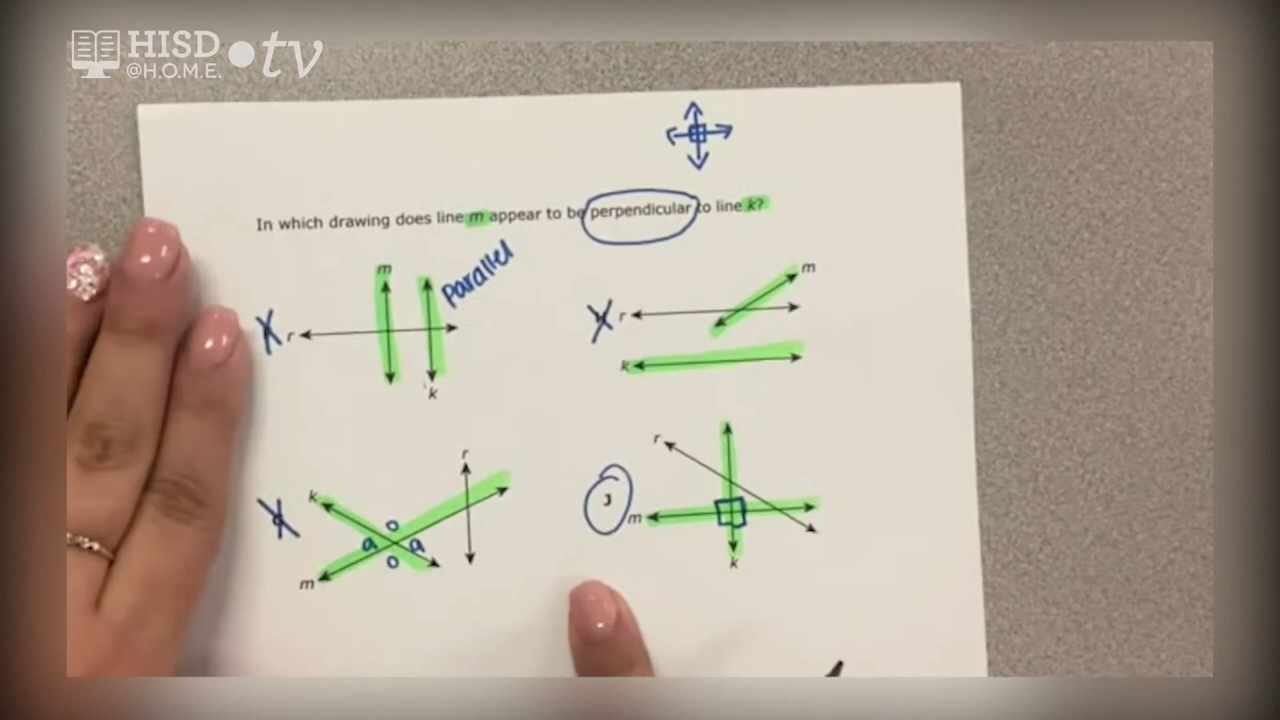 HISD
@H.O.M.E. tv
In which drawing does line m appear to be perpendicular to line k?
m
parallel
r
k
m
r
k
r
k
m
o
a
a
o
r
J
m
k